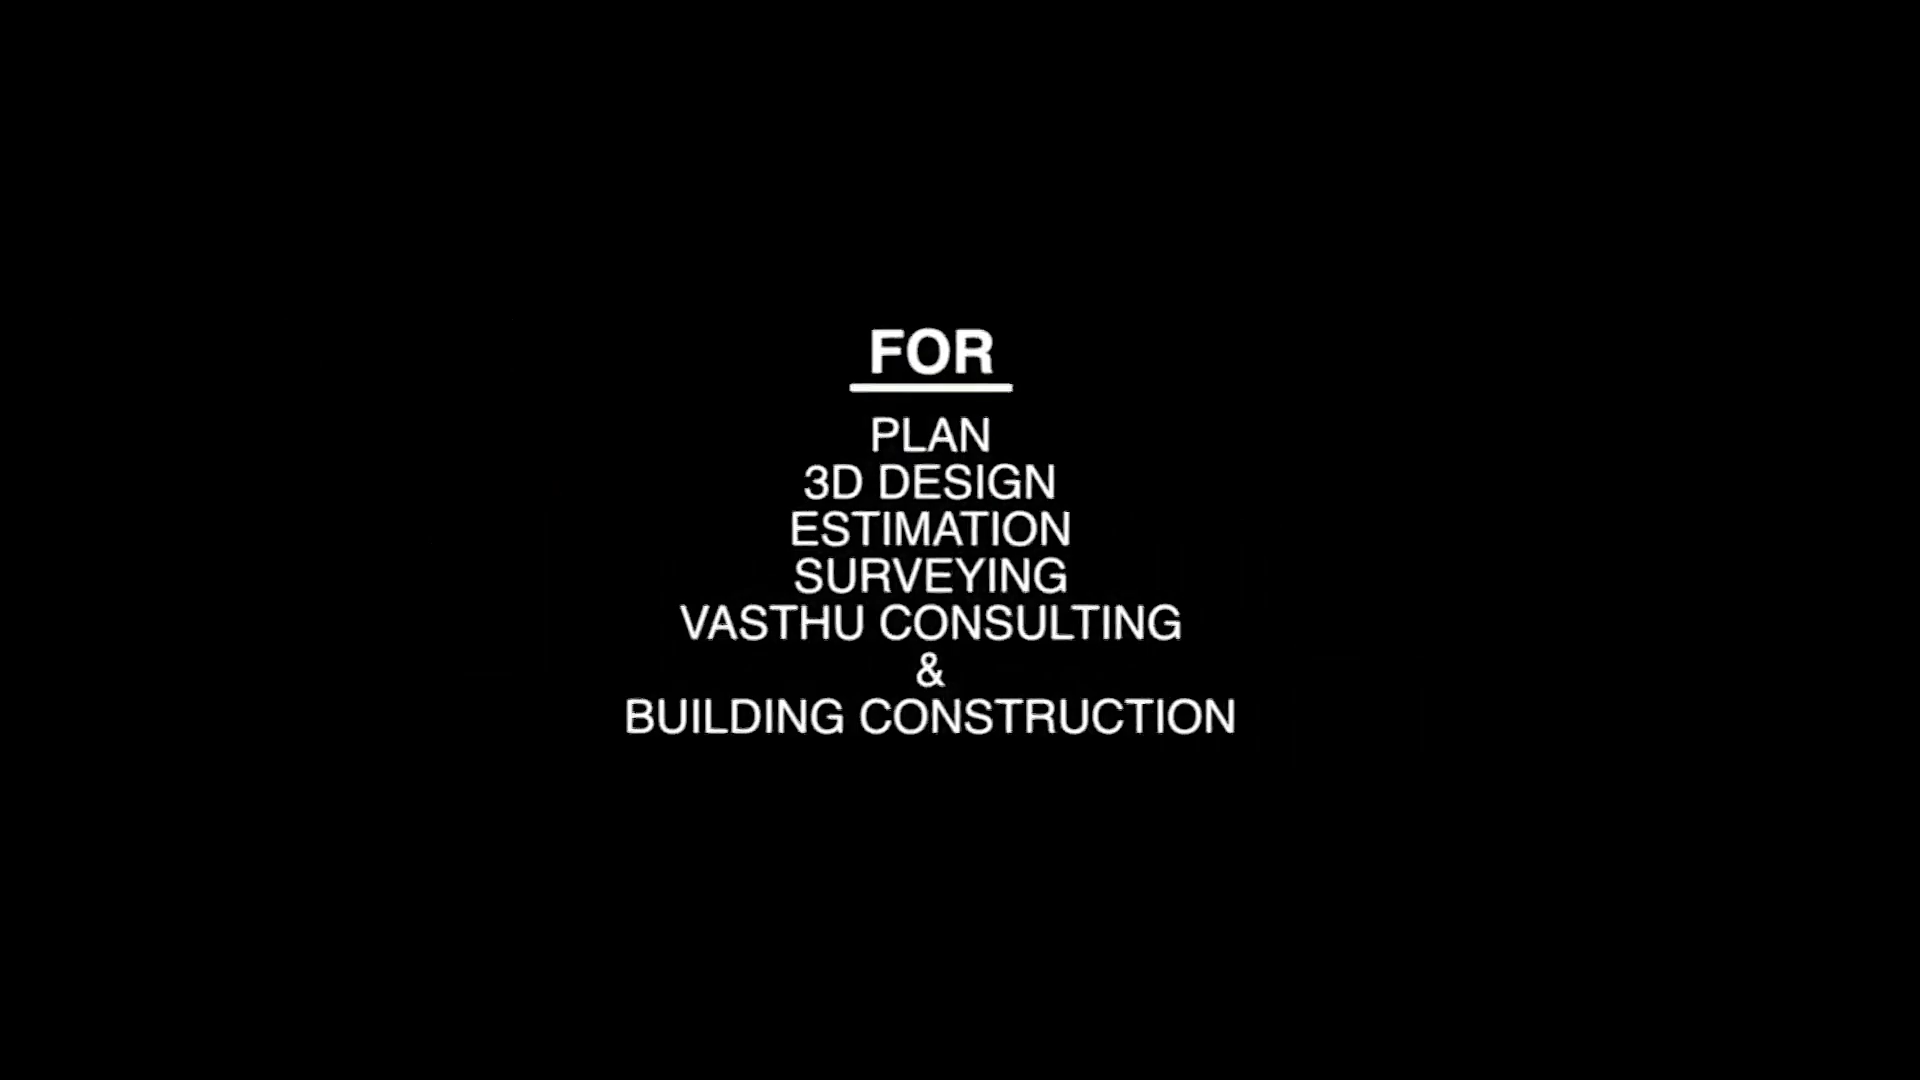 FOR
PLAN
3D DESIGN
ESTIMATION
SURVEYING
VASTHU CONSULTING
&
BUILDING CONSTRUCTION